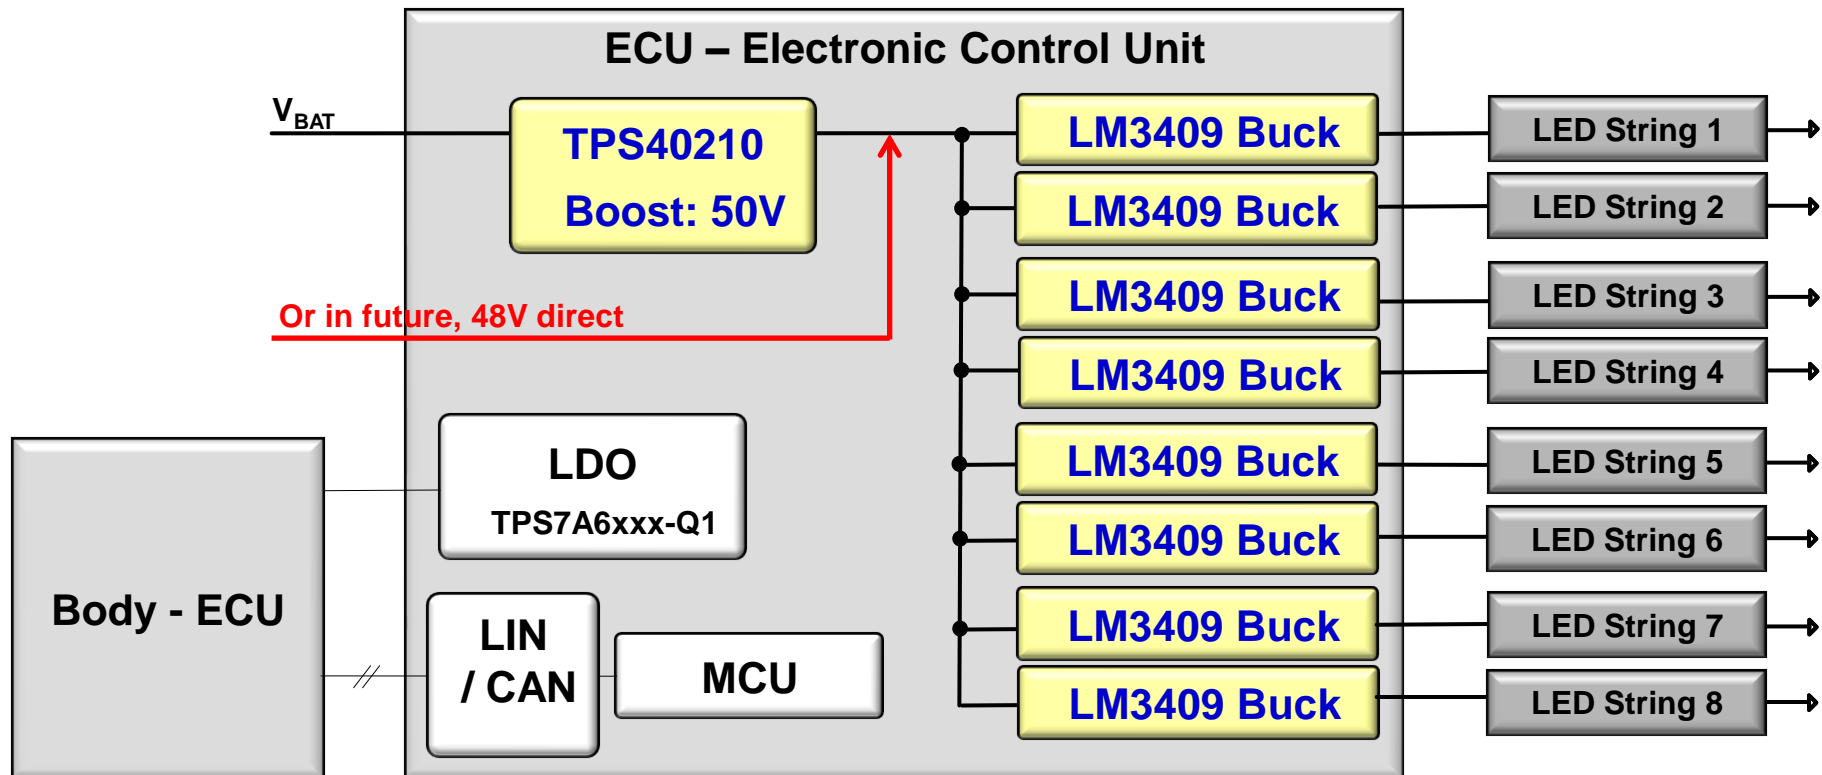 ECU – Electronic Control Unit
VBAT
TPS40210
Boost: 50V
Or in future, 48V direct
LM3409 Buck
LED String 1
LM3409 Buck
LED String 2
LM3409 Buck
LED String 3
LM3409 Buck
LED String 4
LM3409 Buck
LED String 5
LM3409 Buck
LED String 6
LM3409 Buck
LED String 7
LM3409 Buck
LED String 8
LDO
TPS7A6xxx-Q1
Body - ECU
LIN
/ CAN
MCU